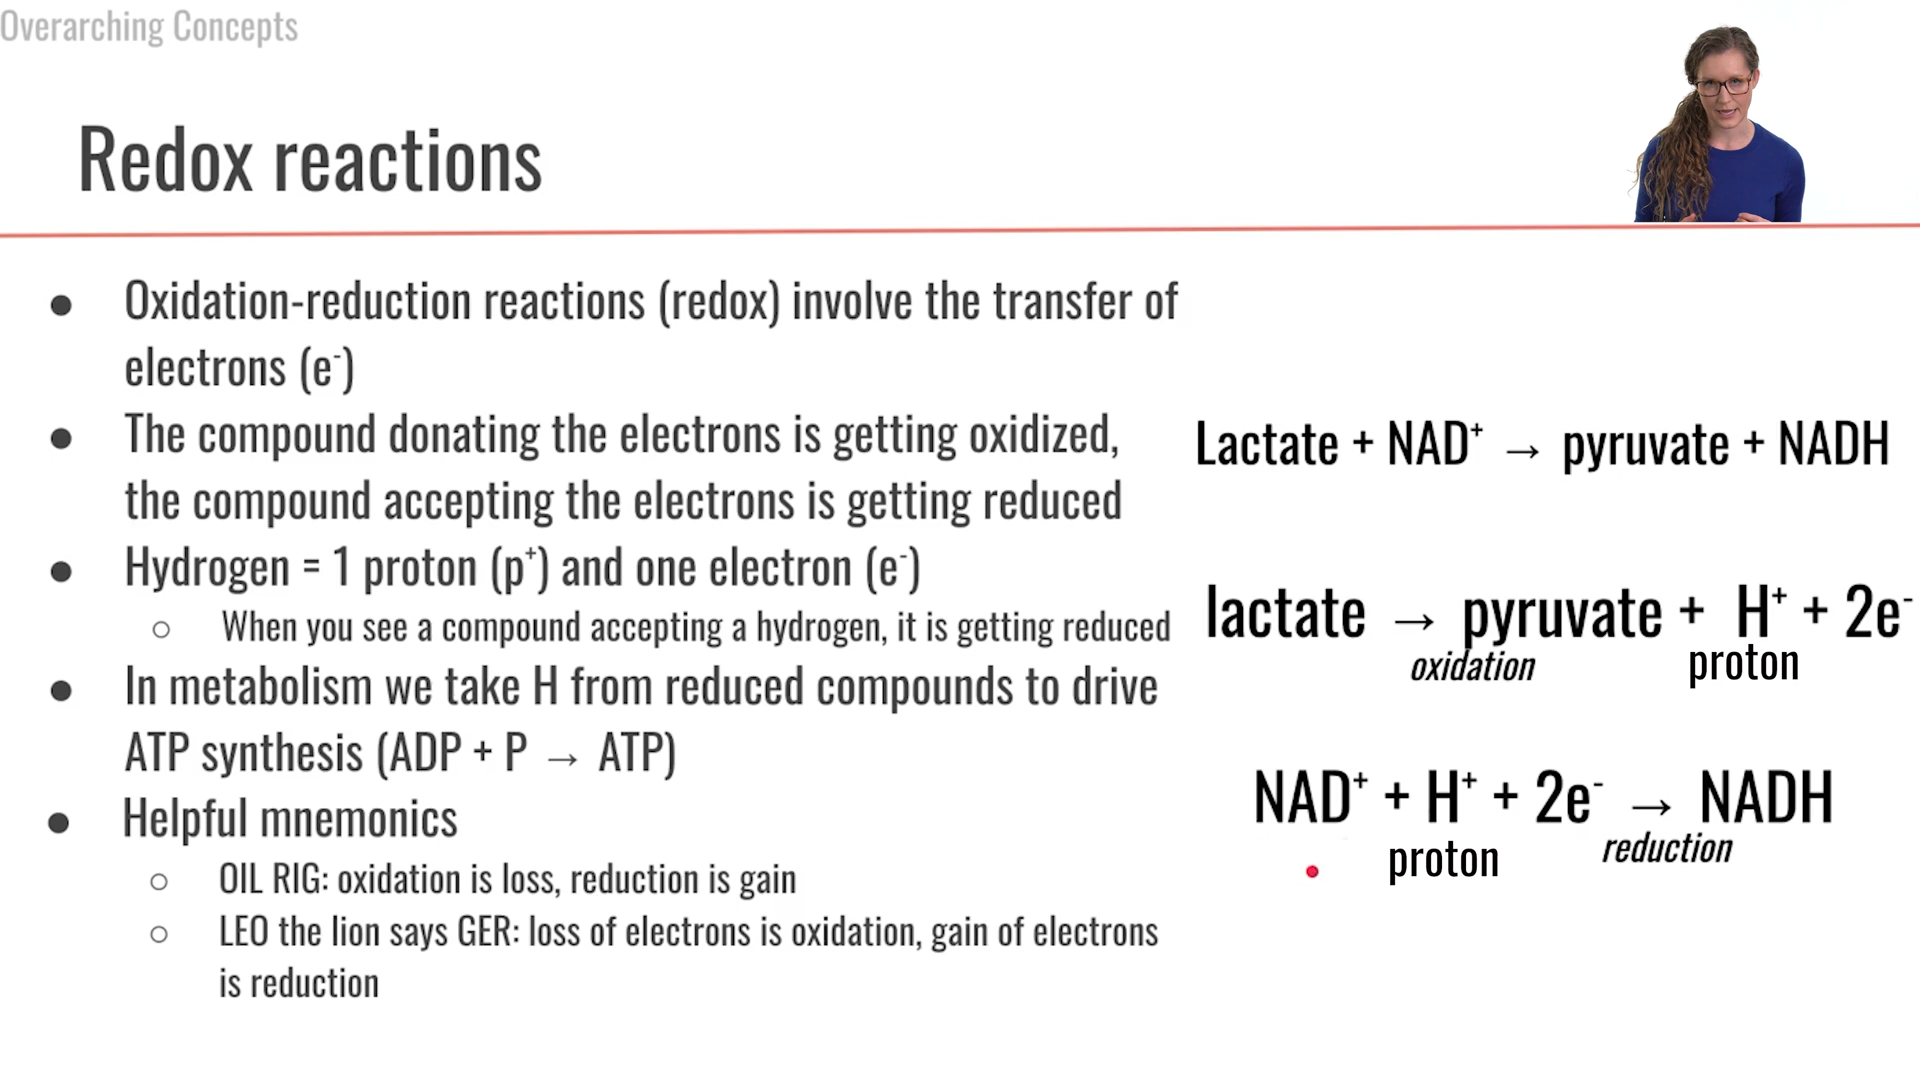 Overarching Concepts
Redox reactions
● Oxidation-reduction reactions (redox) involve the transfer of
electrons (e⁻)
● The compound donating the electrons is getting oxidized,
the compound accepting the electrons is getting reduced
● Hydrogen = 1 proton (p⁺) and one electron (e⁻)
○ When you see a compound accepting a hydrogen, it is getting reduced
● In metabolism we take H from reduced compounds to drive
ATP synthesis (ADP + P → ATP)
● Helpful mnemonics
○ OIL RIG: oxidation is loss, reduction is gain
○ LEO the lion says GER: loss of electrons is oxidation, gain of electrons
is reduction
Lactate + NAD⁺ → pyruvate + NADH
lactate → pyruvate + H⁺ + 2e⁻
oxidation proton
NAD⁺ + H⁺ + 2e⁻ → NADH
proton reduction